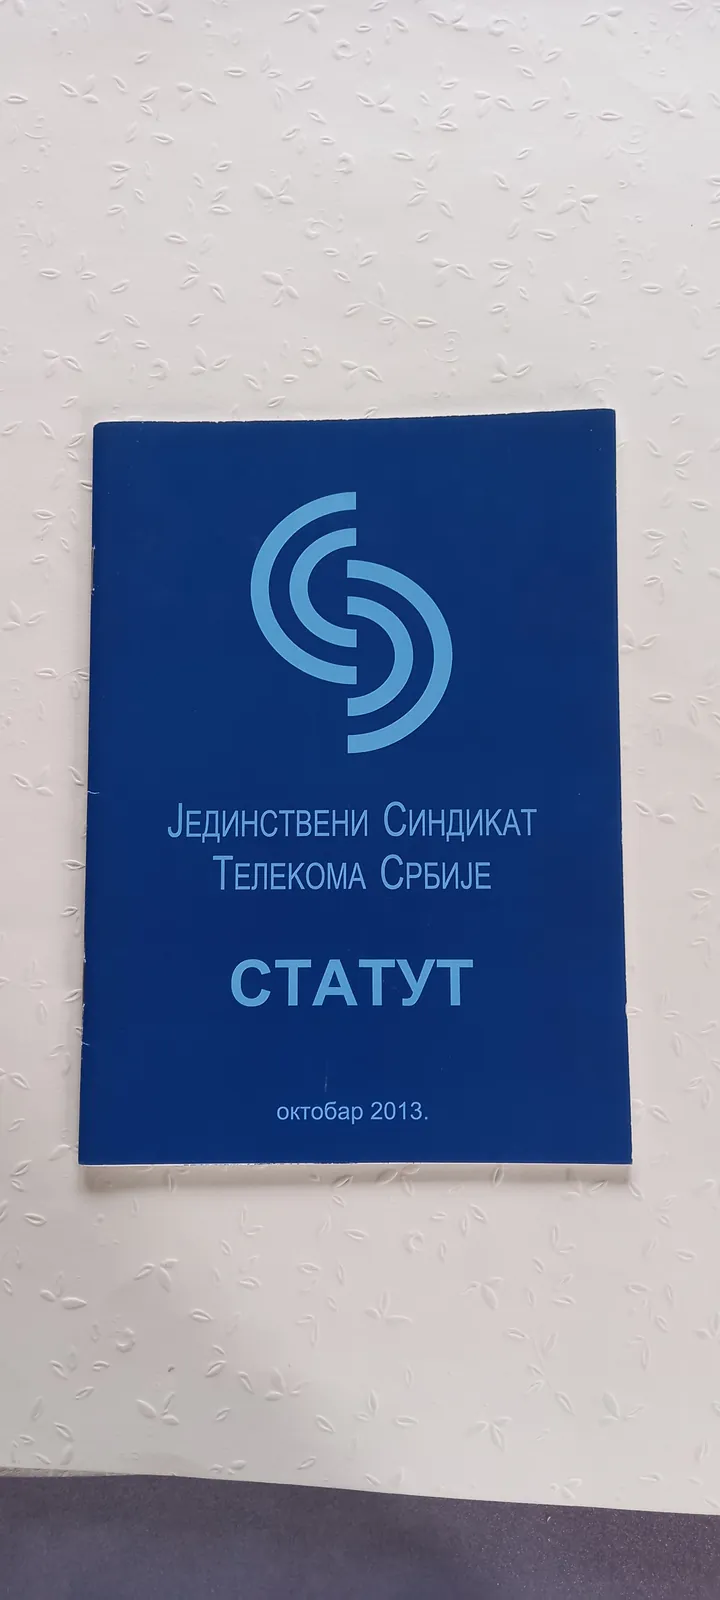 Јединствени Синдикат
Телекома Србије
СТАТУТ
октобар 2013.